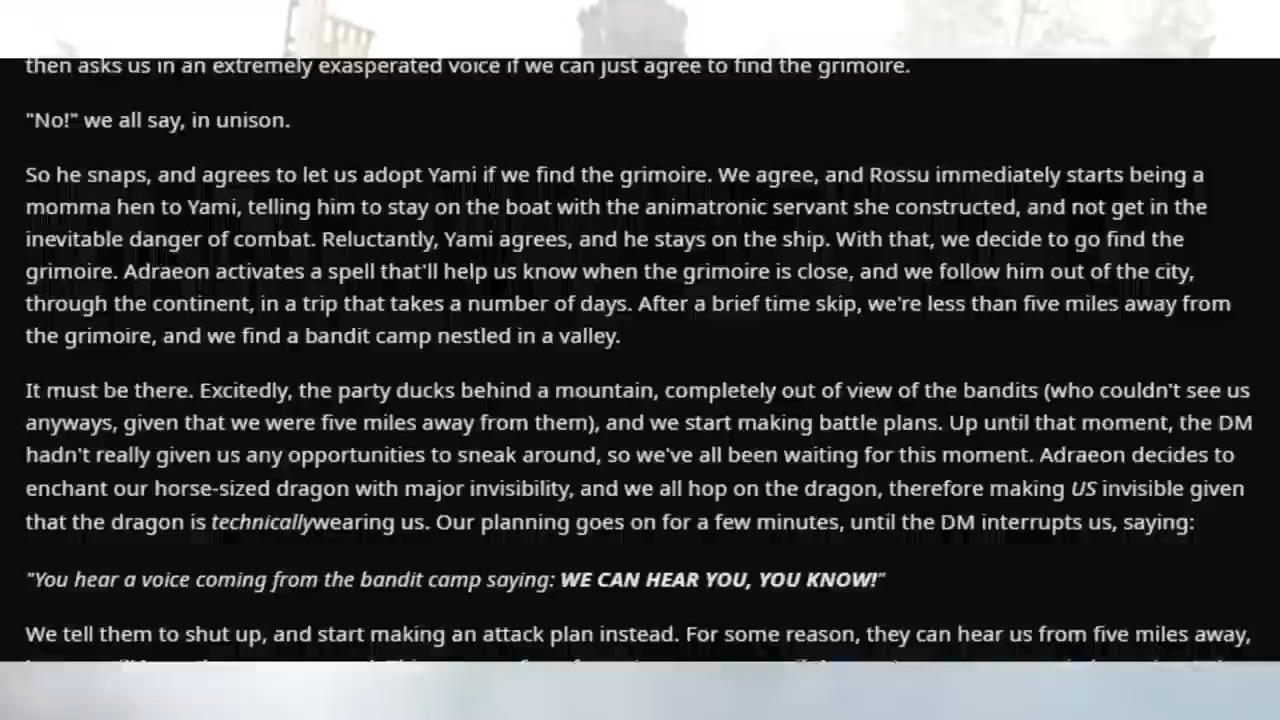 then asks us in an extremely exasperated voice if we can just agree to find the grimoire.
"No!" we all say, in unison.
So he snaps, and agrees to let us adopt Yami if we find the grimoire. We agree, and Rossu immediately starts being a
momma hen to Yami, telling him to stay on the boat with the animatronic servant she constructed, and not get in the
inevitable danger of combat. Reluctantly, Yami agrees, and he stays on the ship. With that, we decide to go find the
grimoire. Adraeon activates a spell that'll help us know when the grimoire is close, and we follow him out of the city,
through the continent, in a trip that takes a number of days. After a brief time skip, we're less than five miles away from
the grimoire, and we find a bandit camp nestled in a valley.
It must be there. Excitedly, the party ducks behind a mountain, completely out of view of the bandits (who couldn't see us
anyways, given that we were five miles away from them), and we start making battle plans. Up until that moment, the DM
hadn't really given us any opportunities to sneak around, so we've all been waiting for this moment. Adraeon decides to
enchant our horse-sized dragon with major invisibility, and we all hop on the dragon, therefore making US invisible given
that the dragon is technicallywearing us. Our planning goes on for a few minutes, until the DM interrupts us, saying:
"You hear a voice coming from the bandit camp saying: WE CAN HEAR YOU, YOU KNOW!"
We tell them to shut up, and start making an attack plan instead. For some reason, they can hear us from five miles away,